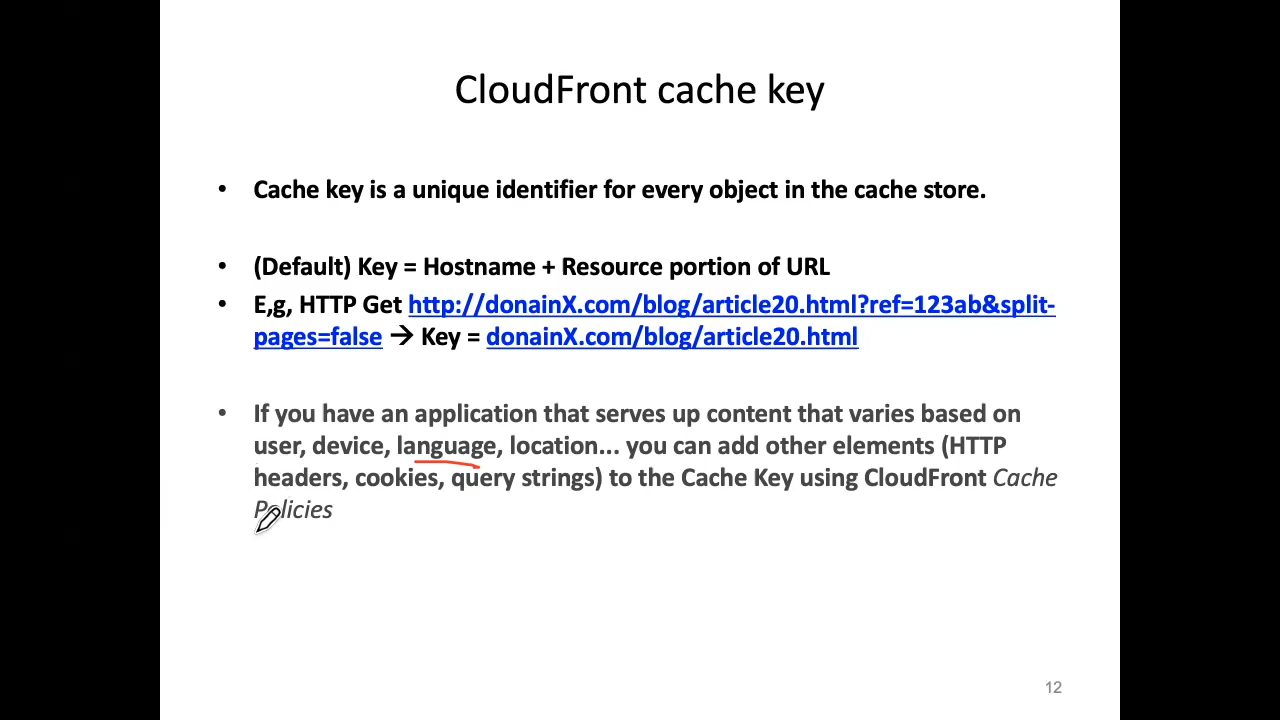 CloudFront cache key
• Cache key is a unique identifier for every object in the cache store.
• (Default) Key = Hostname + Resource portion of URL
• E,g, HTTP Get http://donainX.com/blog/article20.html?ref=123ab&split-
pages=false → Key = donainX.com/blog/article20.html
• If you have an application that serves up content that varies based on
user, device, language, location... you can add other elements (HTTP
headers, cookies, query strings) to the Cache Key using CloudFront Cache
Policies
12